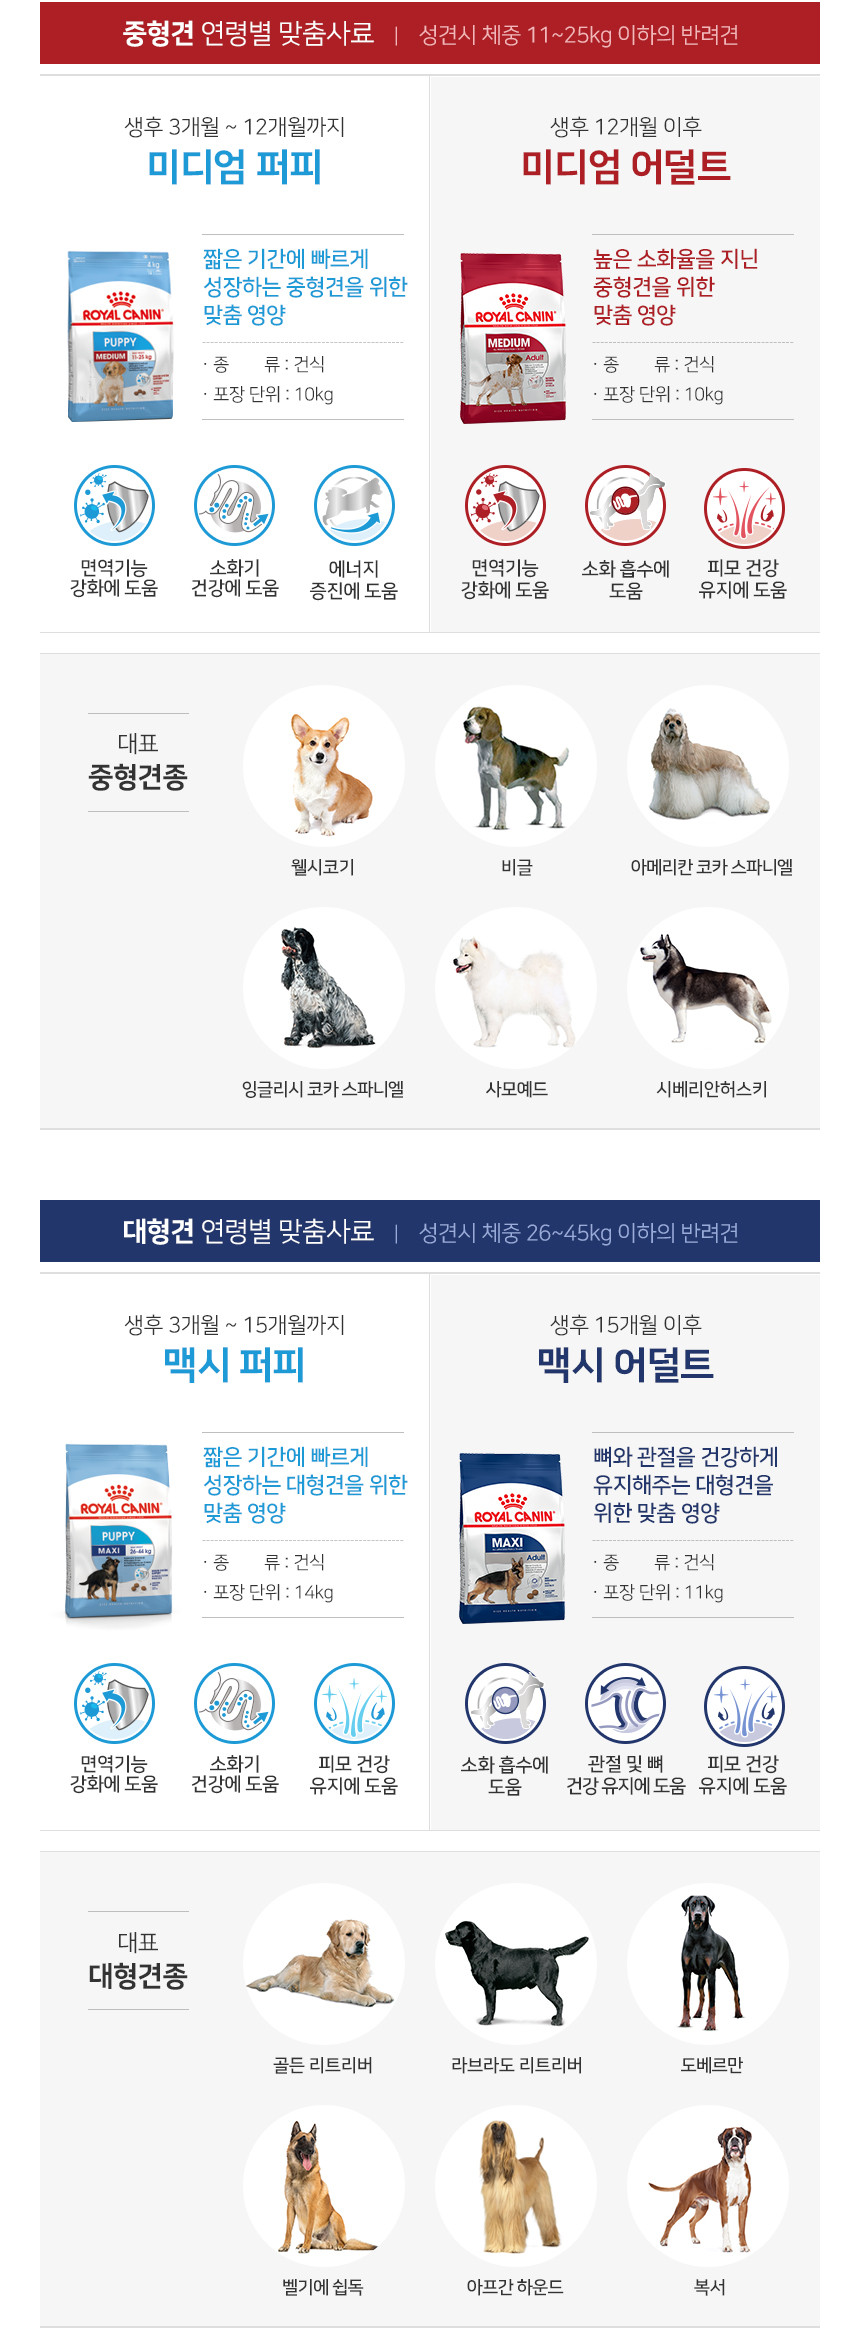 중형견 연령별 맞춤사료 | 성견시 체중 11~25kg 이하의 반려견
생후 3개월 ~ 12개월까지
미디엄 퍼피
짧은 기간에 빠르게
성장하는 중형견을 위한
맞춤 영양
· 종 류 : 건식
· 포장 단위 : 10kg
4 kg
ROYAL CANIN
PUPPY
MEDIUM
11-25 kg
면역기능
강화에 도움
소화기
건강에 도움
에너지
증진에 도움
생후 12개월 이후
미디엄 어덜트
높은 소화율을 지닌
중형견을 위한
맞춤 영양
· 종 류 : 건식
· 포장 단위 : 10kg
ROYAL CANIN
MEDIUM
Adult
면역기능
강화에 도움
소화 흡수에
도움
피모 건강
유지에 도움
대표
중형견종
웰시코기
비글
아메리칸 코카 스파니엘
잉글리시 코카 스파니엘
사모예드
시베리안허스키
대형견 연령별 맞춤사료 | 성견시 체중 26~45kg 이하의 반려견
생후 3개월 ~ 15개월까지
맥시 퍼피
짧은 기간에 빠르게
성장하는 대형견을 위한
맞춤 영양
· 종 류 : 건식
· 포장 단위 : 14kg
ROYAL CANIN
PUPPY
MAXI
26-44 kg
면역기능
강화에 도움
소화기
건강에 도움
피모 건강
유지에 도움
생후 15개월 이후
맥시 어덜트
뼈와 관절을 건강하게
유지해주는 대형견을
위한 맞춤 영양
· 종 류 : 건식
· 포장 단위 : 11kg
ROYAL CANIN
MAXI
Adult
소화 흡수에
도움
관절 및 뼈
건강 유지에 도움
피모 건강
유지에 도움
대표
대형견종
골든 리트리버
라브라도 리트리버
도베르만
벨기에 쉽독
아프간 하운드
복서